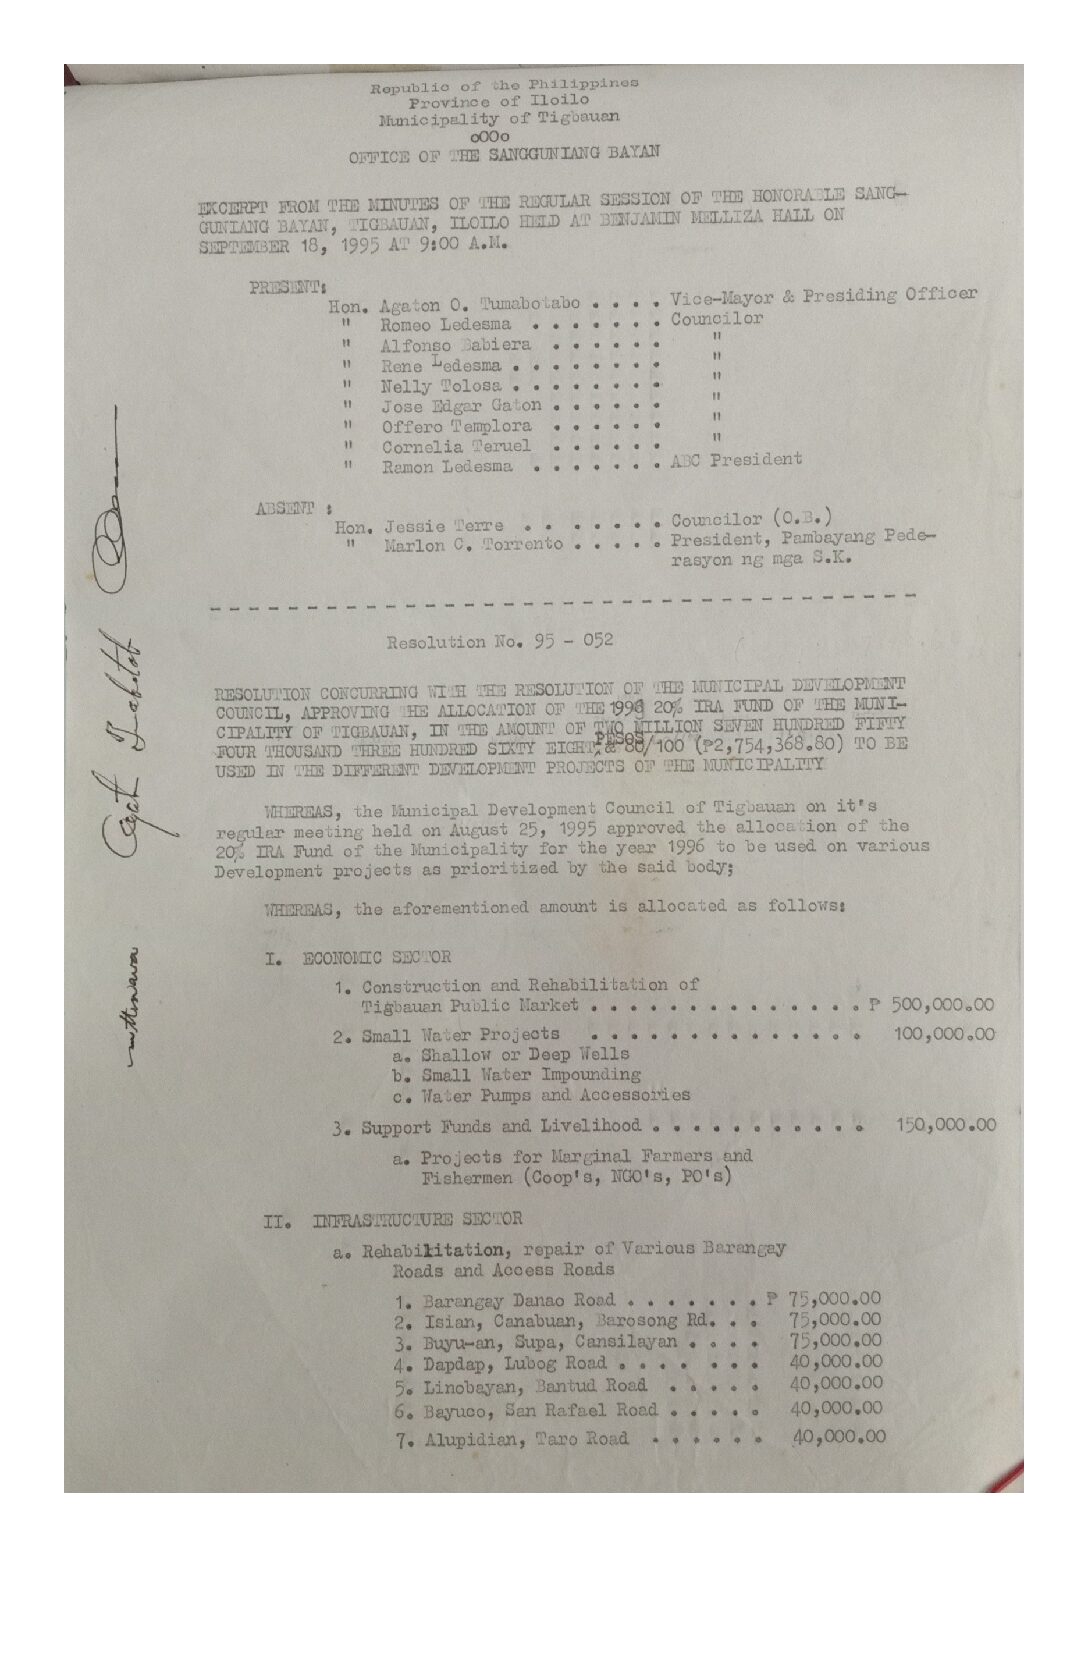 Republic of the Philippines
Province of Iloilo
Municipality of Tigbauan
oOOo
OFFICE OF THE SANGGUNIANG BAYAN
EXCERPT FROM THE MINUTES OF THE REGULAR SESSION OF THE HONORABLE SANG-
GUNIANG BAYAN, TIGBAUAN, ILOILO HELD AT BENJAMIN MELLIZA HALL ON
SEPTEMBER 18, 1995 AT 9:00 A.M.
PRESENT:
Hon. Agaton O. Tumabotabo . . . . Vice-Mayor & Presiding Officer
" Romeo Ledesma . . . . . . . Councilor
" Alfonso Babiera . . . . . . "
" Rene Ledesma . . . . . . . . "
" Nelly Tolosa . . . . . . . . "
" Jose Edgar Gaton . . . . . . "
" Offero Templora . . . . . . "
" Cornelia Teruel . . . . . . "
" Ramon Ledesma . . . . . . . ABC President
ABSENT :
Hon. Jessie Terre . . . . . . . Councilor (O.B.)
" Marlon C. Torrento . . . . . President, Pambayang Pede-
rasyon ng mga S.K.
Resolution No. 95 - 052
RESOLUTION CONCURRING WITH THE RESOLUTION OF THE MUNICIPAL DEVELOPMENT
COUNCIL, APPROVING THE ALLOCATION OF THE 1996 20% IRA FUND OF THE MUNI-
CIPALITY OF TIGBAUAN, IN THE AMOUNT OF TWO MILLION SEVEN HUNDRED FIFTY
FOUR THOUSAND THREE HUNDRED SIXTY EIGHT PESOS & 80/100 (₱2,754,368.80) TO BE
USED IN THE DIFFERENT DEVELOPMENT PROJECTS OF THE MUNICIPALITY
WHEREAS, the Municipal Development Council of Tigbauan on it's
regular meeting held on August 25, 1995 approved the allocation of the
20% IRA Fund of the Municipality for the year 1996 to be used on various
Development projects as prioritized by the said body;
WHEREAS, the aforementioned amount is allocated as follows:
I. ECONOMIC SECTOR
1. Construction and Rehabilitation of
Tigbauan Public Market . . . . . . . . . . . . . . ₱ 500,000.00
2. Small Water Projects . . . . . . . . . . . . . . 100,000.00
a. Shallow or Deep Wells
b. Small Water Impounding
c. Water Pumps and Accessories
3. Support Funds and Livelihood . . . . . . . . . . . 150,000.00
a. Projects for Marginal Farmers and
Fishermen (Coop's, NGO's, PO's)
II. INFRASTRUCTURE SECTOR
a. Rehabilitation, repair of Various Barangay
Roads and Access Roads
1. Barangay Danao Road . . . . . . . ₱ 75,000.00
2. Isian, Canabuan, Barosong Rd. . . 75,000.00
3. Buyu-an, Supa, Cansilayan . . . . 75,000.00
4. Dapdap, Lubog Road . . . . . . . 40,000.00
5. Linobayan, Bantud Road . . . . . 40,000.00
6. Bayuco, San Rafael Road . . . . . 40,000.00
7. Alupidian, Taro Road . . . . . . 40,000.00